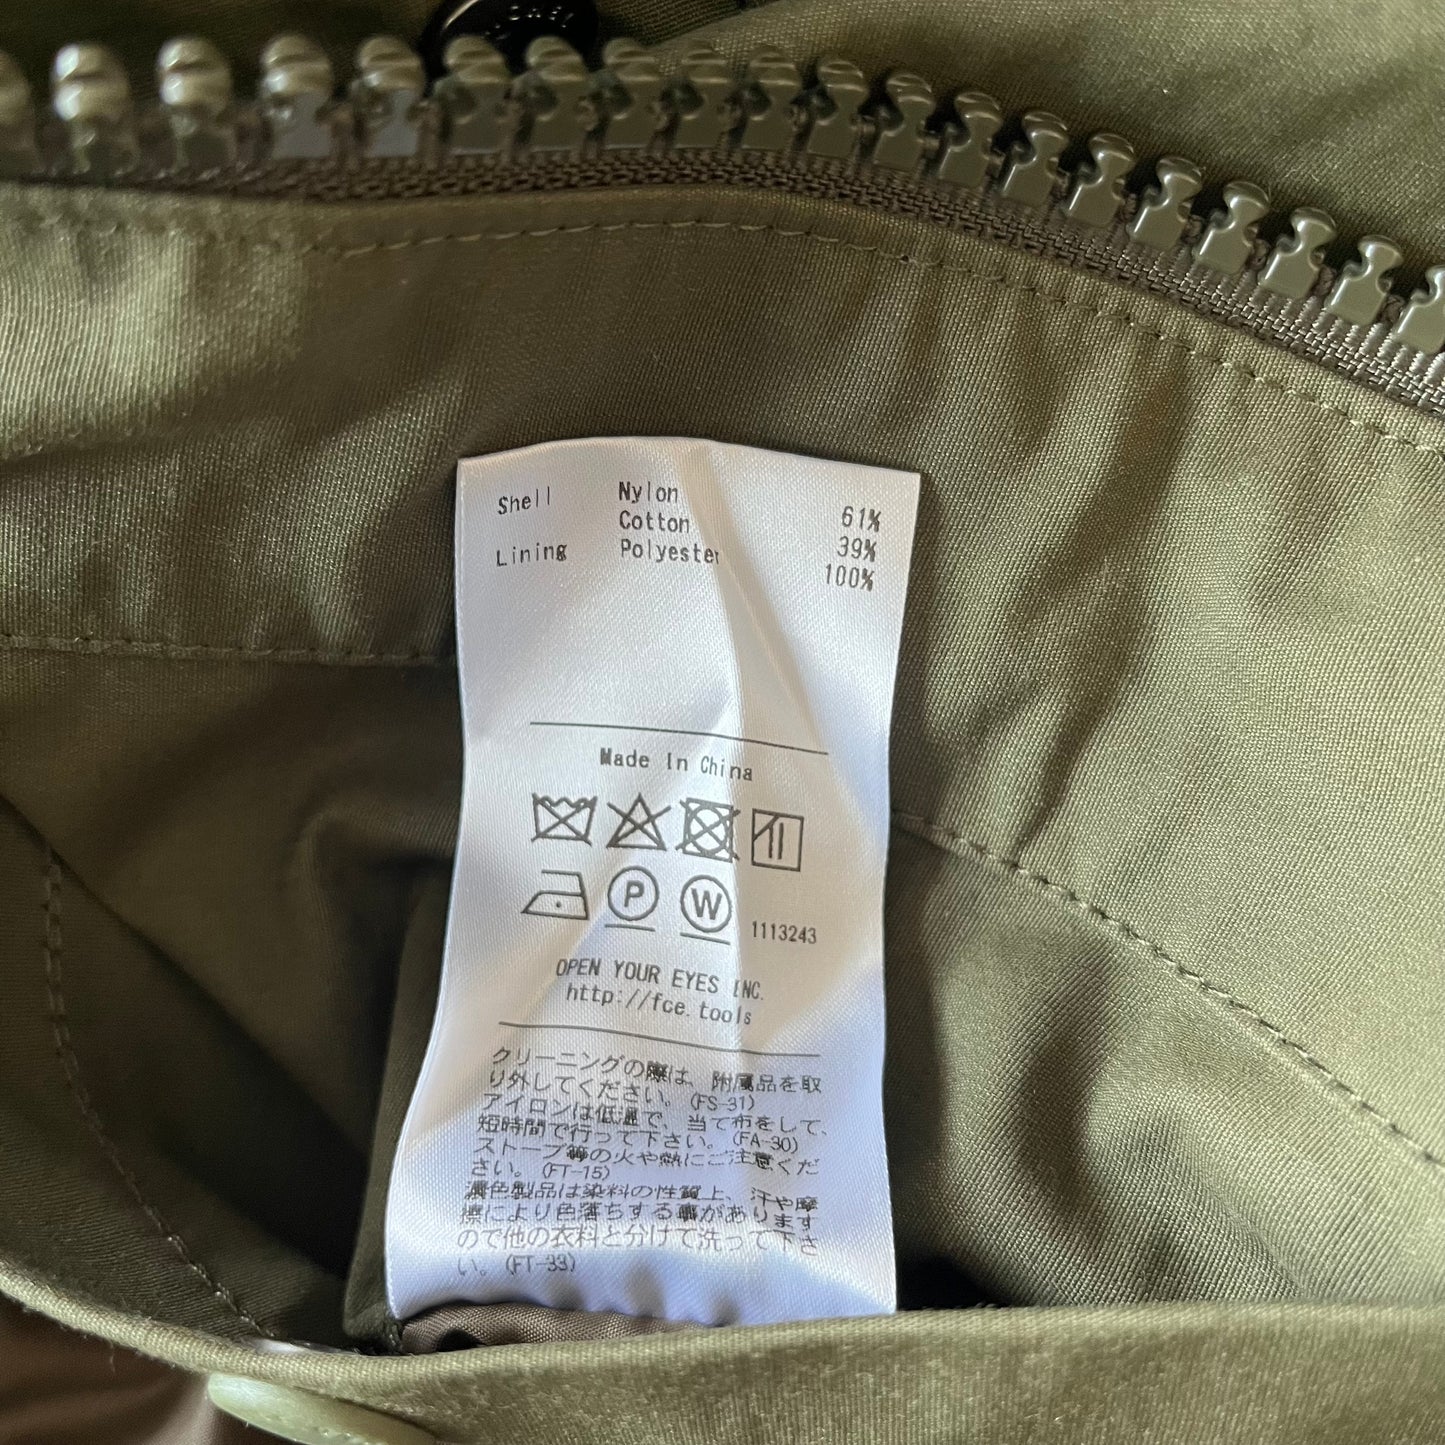 Shell Nylon 61%
Cotton 39%
Lining Polyester 100%
Made In China
P W 1113243
OPEN YOUR EYES INC.
http://fce.tools
クリーニングの際は、附属品を取
り外してください。(FS-31)
アイロンは低温で、当て布をして、
短時間で行って下さい。(FA-30)
ストーブ等の火や熱にご注意くだ
さい。(FT-15)
濃色製品は染料の性質上、汗や摩
擦により色落ちする事があります
ので他の衣料と分けて洗って下さ
い。(FT-33)